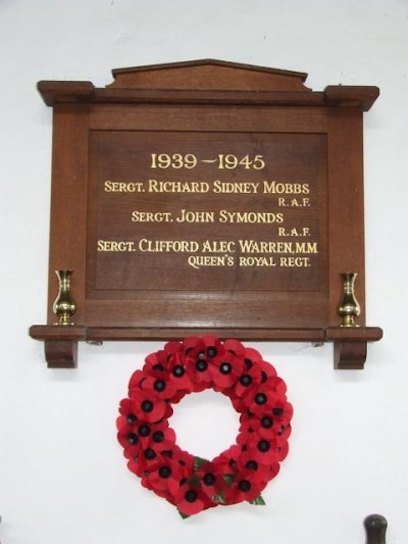 1939-1945
SERGT. RICHARD SIDNEY MOBBS
R.A.F.
SERGT. JOHN SYMONDS
R.A.F.
SERGT. CLIFFORD ALEC WARREN, M.M
QUEEN'S ROYAL REGT.